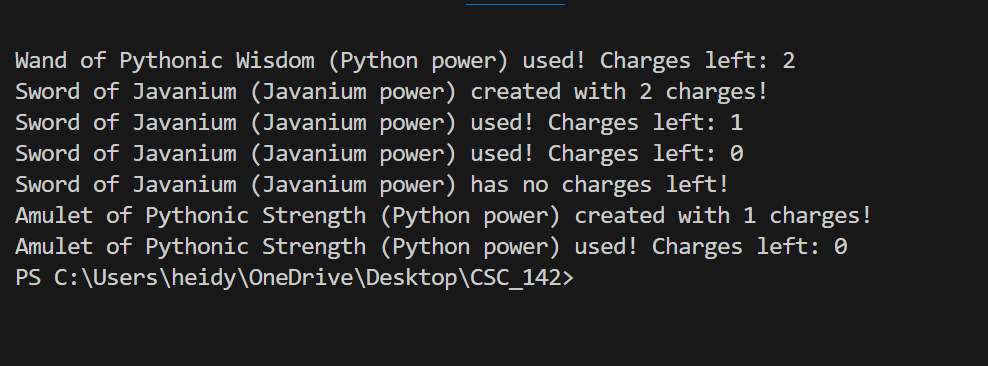 Wand of Pythonic Wisdom (Python power) used! Charges left: 2
Sword of Javanium (Javanium power) created with 2 charges!
Sword of Javanium (Javanium power) used! Charges left: 1
Sword of Javanium (Javanium power) used! Charges left: 0
Sword of Javanium (Javanium power) has no charges left!
Amulet of Pythonic Strength (Python power) created with 1 charges!
Amulet of Pythonic Strength (Python power) used! Charges left: 0
PS C:\Users\heidy\OneDrive\Desktop\CSC_142>